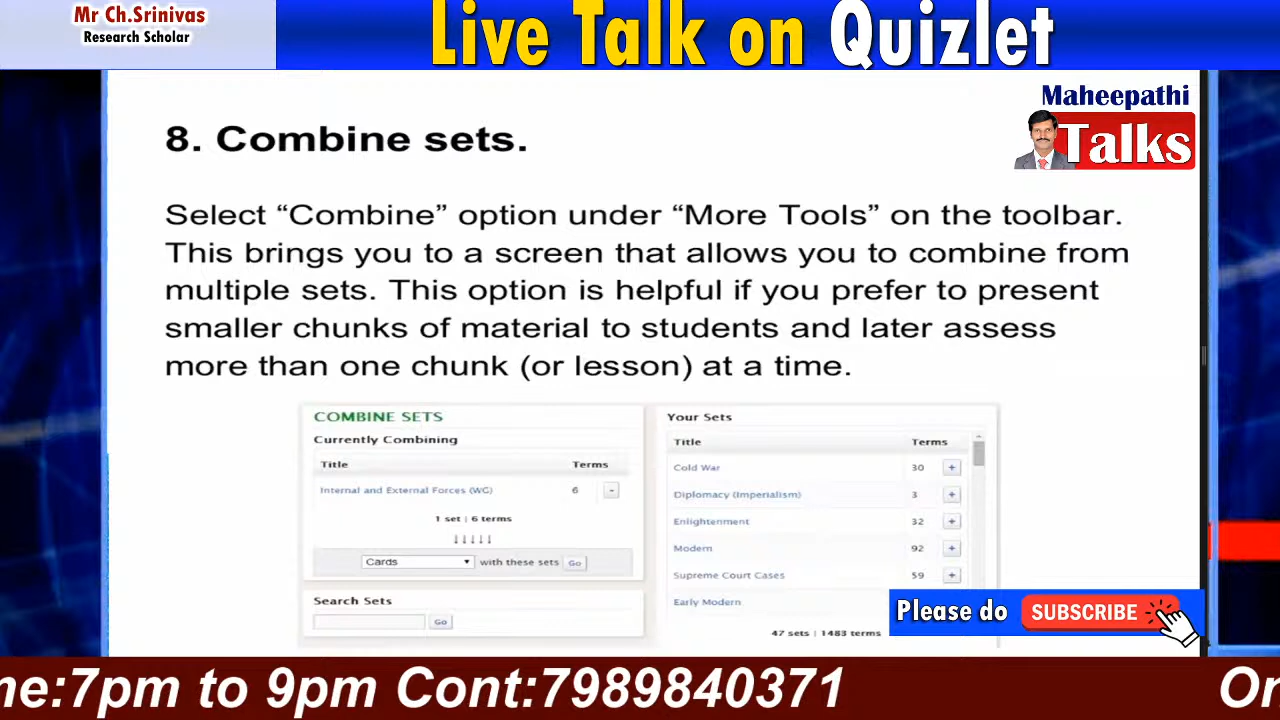 Mr Ch.Srinivas
Research Scholar
Live Talk on Quizlet
Maheepathi
Talks
8. Combine sets.
Select “Combine” option under “More Tools” on the toolbar.
This brings you to a screen that allows you to combine from
multiple sets. This option is helpful if you prefer to present
smaller chunks of material to students and later assess
more than one chunk (or lesson) at a time.
COMBINE SETS
Currently Combining
Title Terms
Internal and External Forces (WG) 6 -
1 set | 6 terms
↓↓↓↓↓
Cards with these sets Go
Search Sets
Go
Your Sets
Title Terms
Cold War 30 +
Diplomacy (Imperialism) 3 +
Enlightenment 32 +
Modern 92 +
Supreme Court Cases 59 +
Early Modern
47 sets | 1483 terms
Please do SUBSCRIBE
ne:7pm to 9pm Cont:7989840371 Or